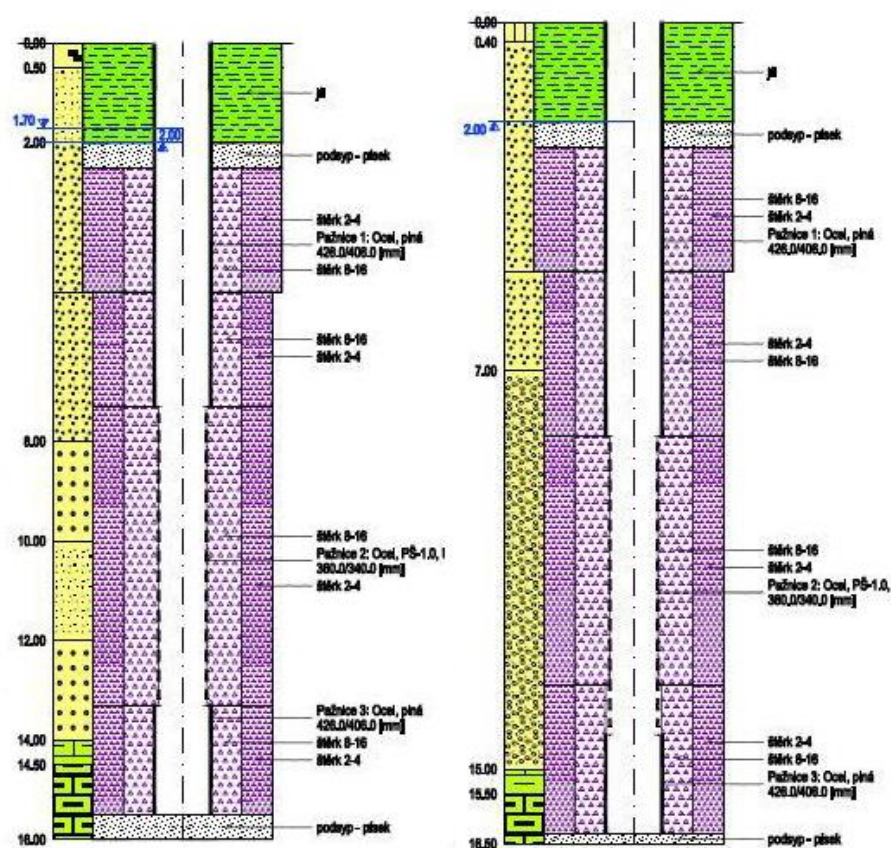 0.00
0.50
1.70
2.00
2.00
8.00
10.00
12.00
14.00
14.50
16.00
jíl
podsyp - písek
štěrk 2-4
Pažnice 1: Ocel, plná
426.0/406.0 [mm]
štěrk 8-16
štěrk 8-16
štěrk 2-4
štěrk 8-16
Pažnice 2: Ocel, PŠ-1.0, I
360.0/340.0 [mm]
štěrk 2-4
Pažnice 3: Ocel, plná
426.0/406.0 [mm]
štěrk 8-16
štěrk 2-4
podsyp - písek
0.00
0.40
2.00
7.00
15.00
15.50
16.50
jíl
podsyp - písek
štěrk 8-16
štěrk 2-4
Pažnice 1: Ocel, plná
426.0/406.0 [mm]
štěrk 2-4
štěrk 8-16
štěrk 8-16
štěrk 2-4
Pažnice 2: Ocel, PŠ-1.0,
360.0/340.0 [mm]
štěrk 2-4
štěrk 8-16
Pažnice 3: Ocel, plná
426.0/406.0 [mm]
podsyp - písek